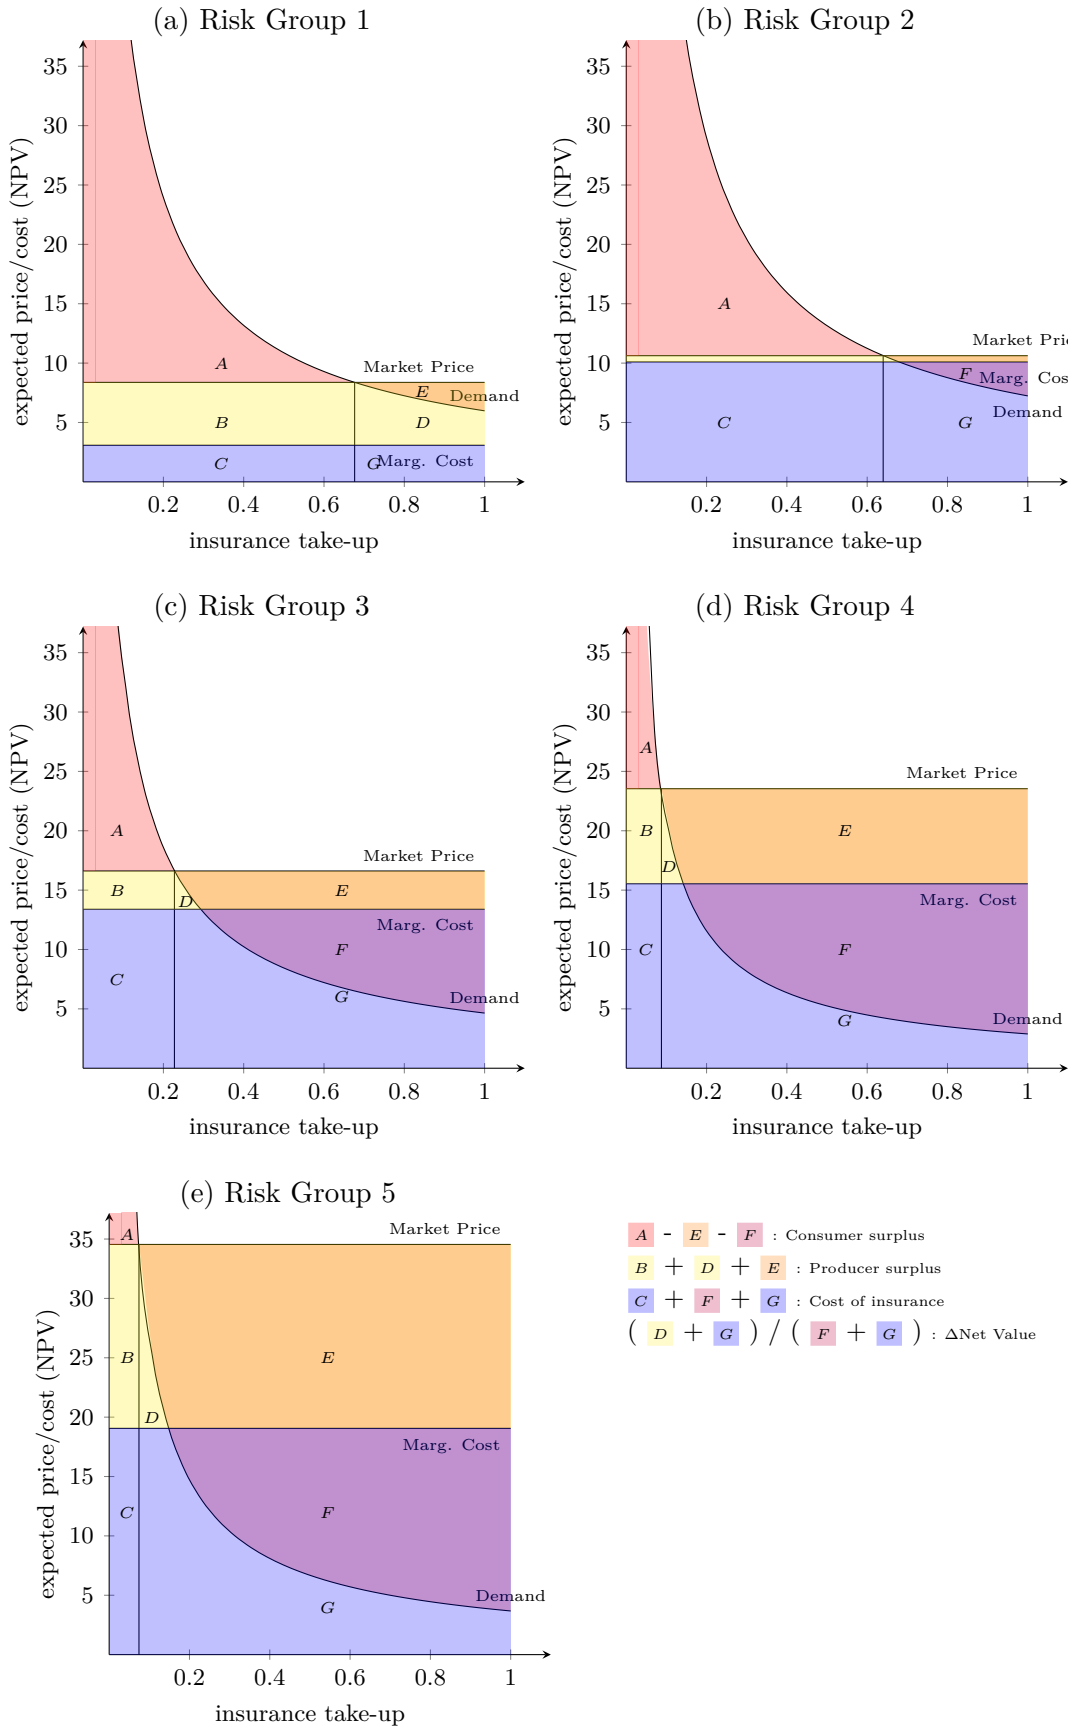 (a) Risk Group 1
expected price/cost (NPV)
35
30
25
20
15
10
5
A
B
C
D
E
G
Market Price
Demand
Marg. Cost
0.2 0.4 0.6 0.8 1
insurance take-up
(b) Risk Group 2
expected price/cost (NPV)
35
30
25
20
15
10
5
A
C
F
G
Market Pric
Marg. Cos
Demand
0.2 0.4 0.6 0.8 1
insurance take-up
(c) Risk Group 3
expected price/cost (NPV)
35
30
25
20
15
10
5
A
B
C
D
E
F
G
Market Price
Marg. Cost
Demand
0.2 0.4 0.6 0.8 1
insurance take-up
(d) Risk Group 4
expected price/cost (NPV)
35
30
25
20
15
10
5
A
B
C
D
E
F
G
Market Price
Marg. Cost
Demand
0.2 0.4 0.6 0.8 1
insurance take-up
(e) Risk Group 5
expected price/cost (NPV)
35
30
25
20
15
10
5
A
B
C
D
E
F
G
Market Price
Marg. Cost
Demand
0.2 0.4 0.6 0.8 1
insurance take-up
A - E - F : Consumer surplus
B + D + E : Producer surplus
C + F + G : Cost of insurance
( D + G ) / ( F + G ) : ΔNet Value